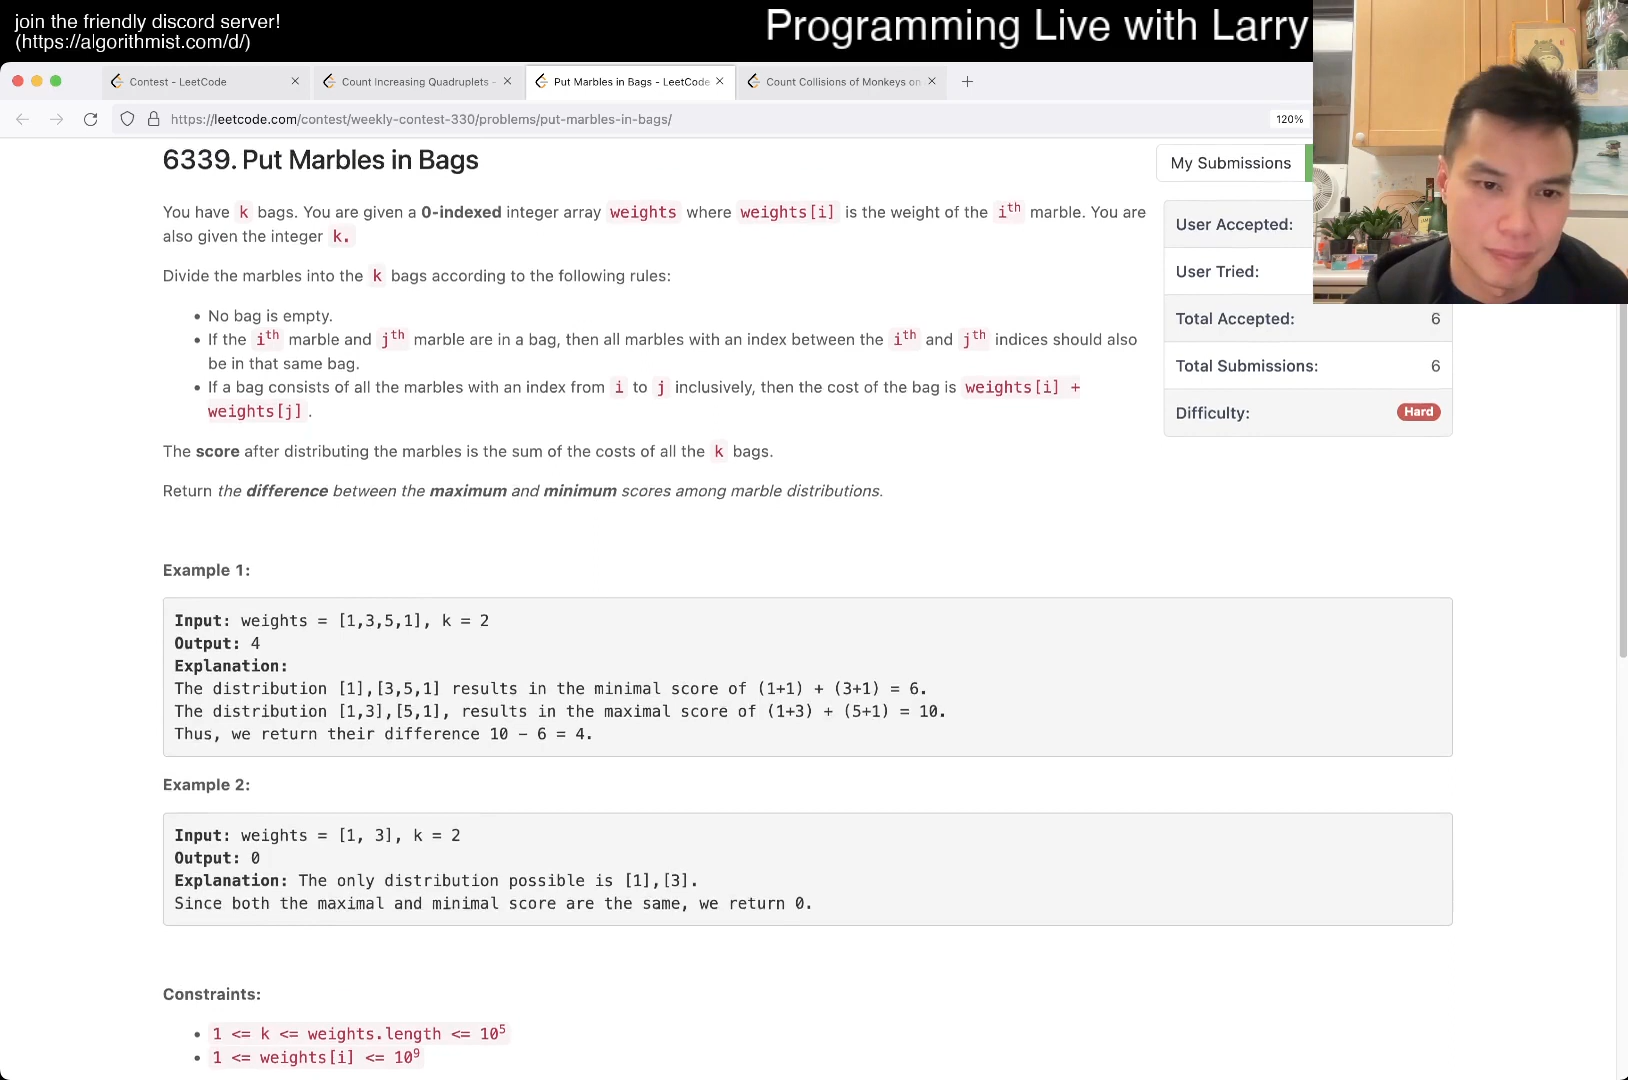 join the friendly discord server!
(https://algorithmist.com/d/)
Programming Live with Larry
Contest - LeetCode
Count Increasing Quadruplets -
Put Marbles in Bags - LeetCode
Count Collisions of Monkeys on
https://leetcode.com/contest/weekly-contest-330/problems/put-marbles-in-bags/
120%
6339. Put Marbles in Bags
My Submissions
You have k bags. You are given a 0-indexed integer array weights where weights[i] is the weight of the ith marble. You are
also given the integer k.
User Accepted:
User Tried:
Total Accepted: 6
Total Submissions: 6
Difficulty: Hard
Divide the marbles into the k bags according to the following rules:
• No bag is empty.
• If the ith marble and jth marble are in a bag, then all marbles with an index between the ith and jth indices should also
be in that same bag.
• If a bag consists of all the marbles with an index from i to j inclusively, then the cost of the bag is weights[i] +
weights[j].
The score after distributing the marbles is the sum of the costs of all the k bags.
Return the difference between the maximum and minimum scores among marble distributions.
Example 1:
Input: weights = [1,3,5,1], k = 2
Output: 4
Explanation:
The distribution [1],[3,5,1] results in the minimal score of (1+1) + (3+1) = 6.
The distribution [1,3],[5,1], results in the maximal score of (1+3) + (5+1) = 10.
Thus, we return their difference 10 - 6 = 4.
Example 2:
Input: weights = [1, 3], k = 2
Output: 0
Explanation: The only distribution possible is [1],[3].
Since both the maximal and minimal score are the same, we return 0.
Constraints:
• 1 <= k <= weights.length <= 10^5
• 1 <= weights[i] <= 10^9